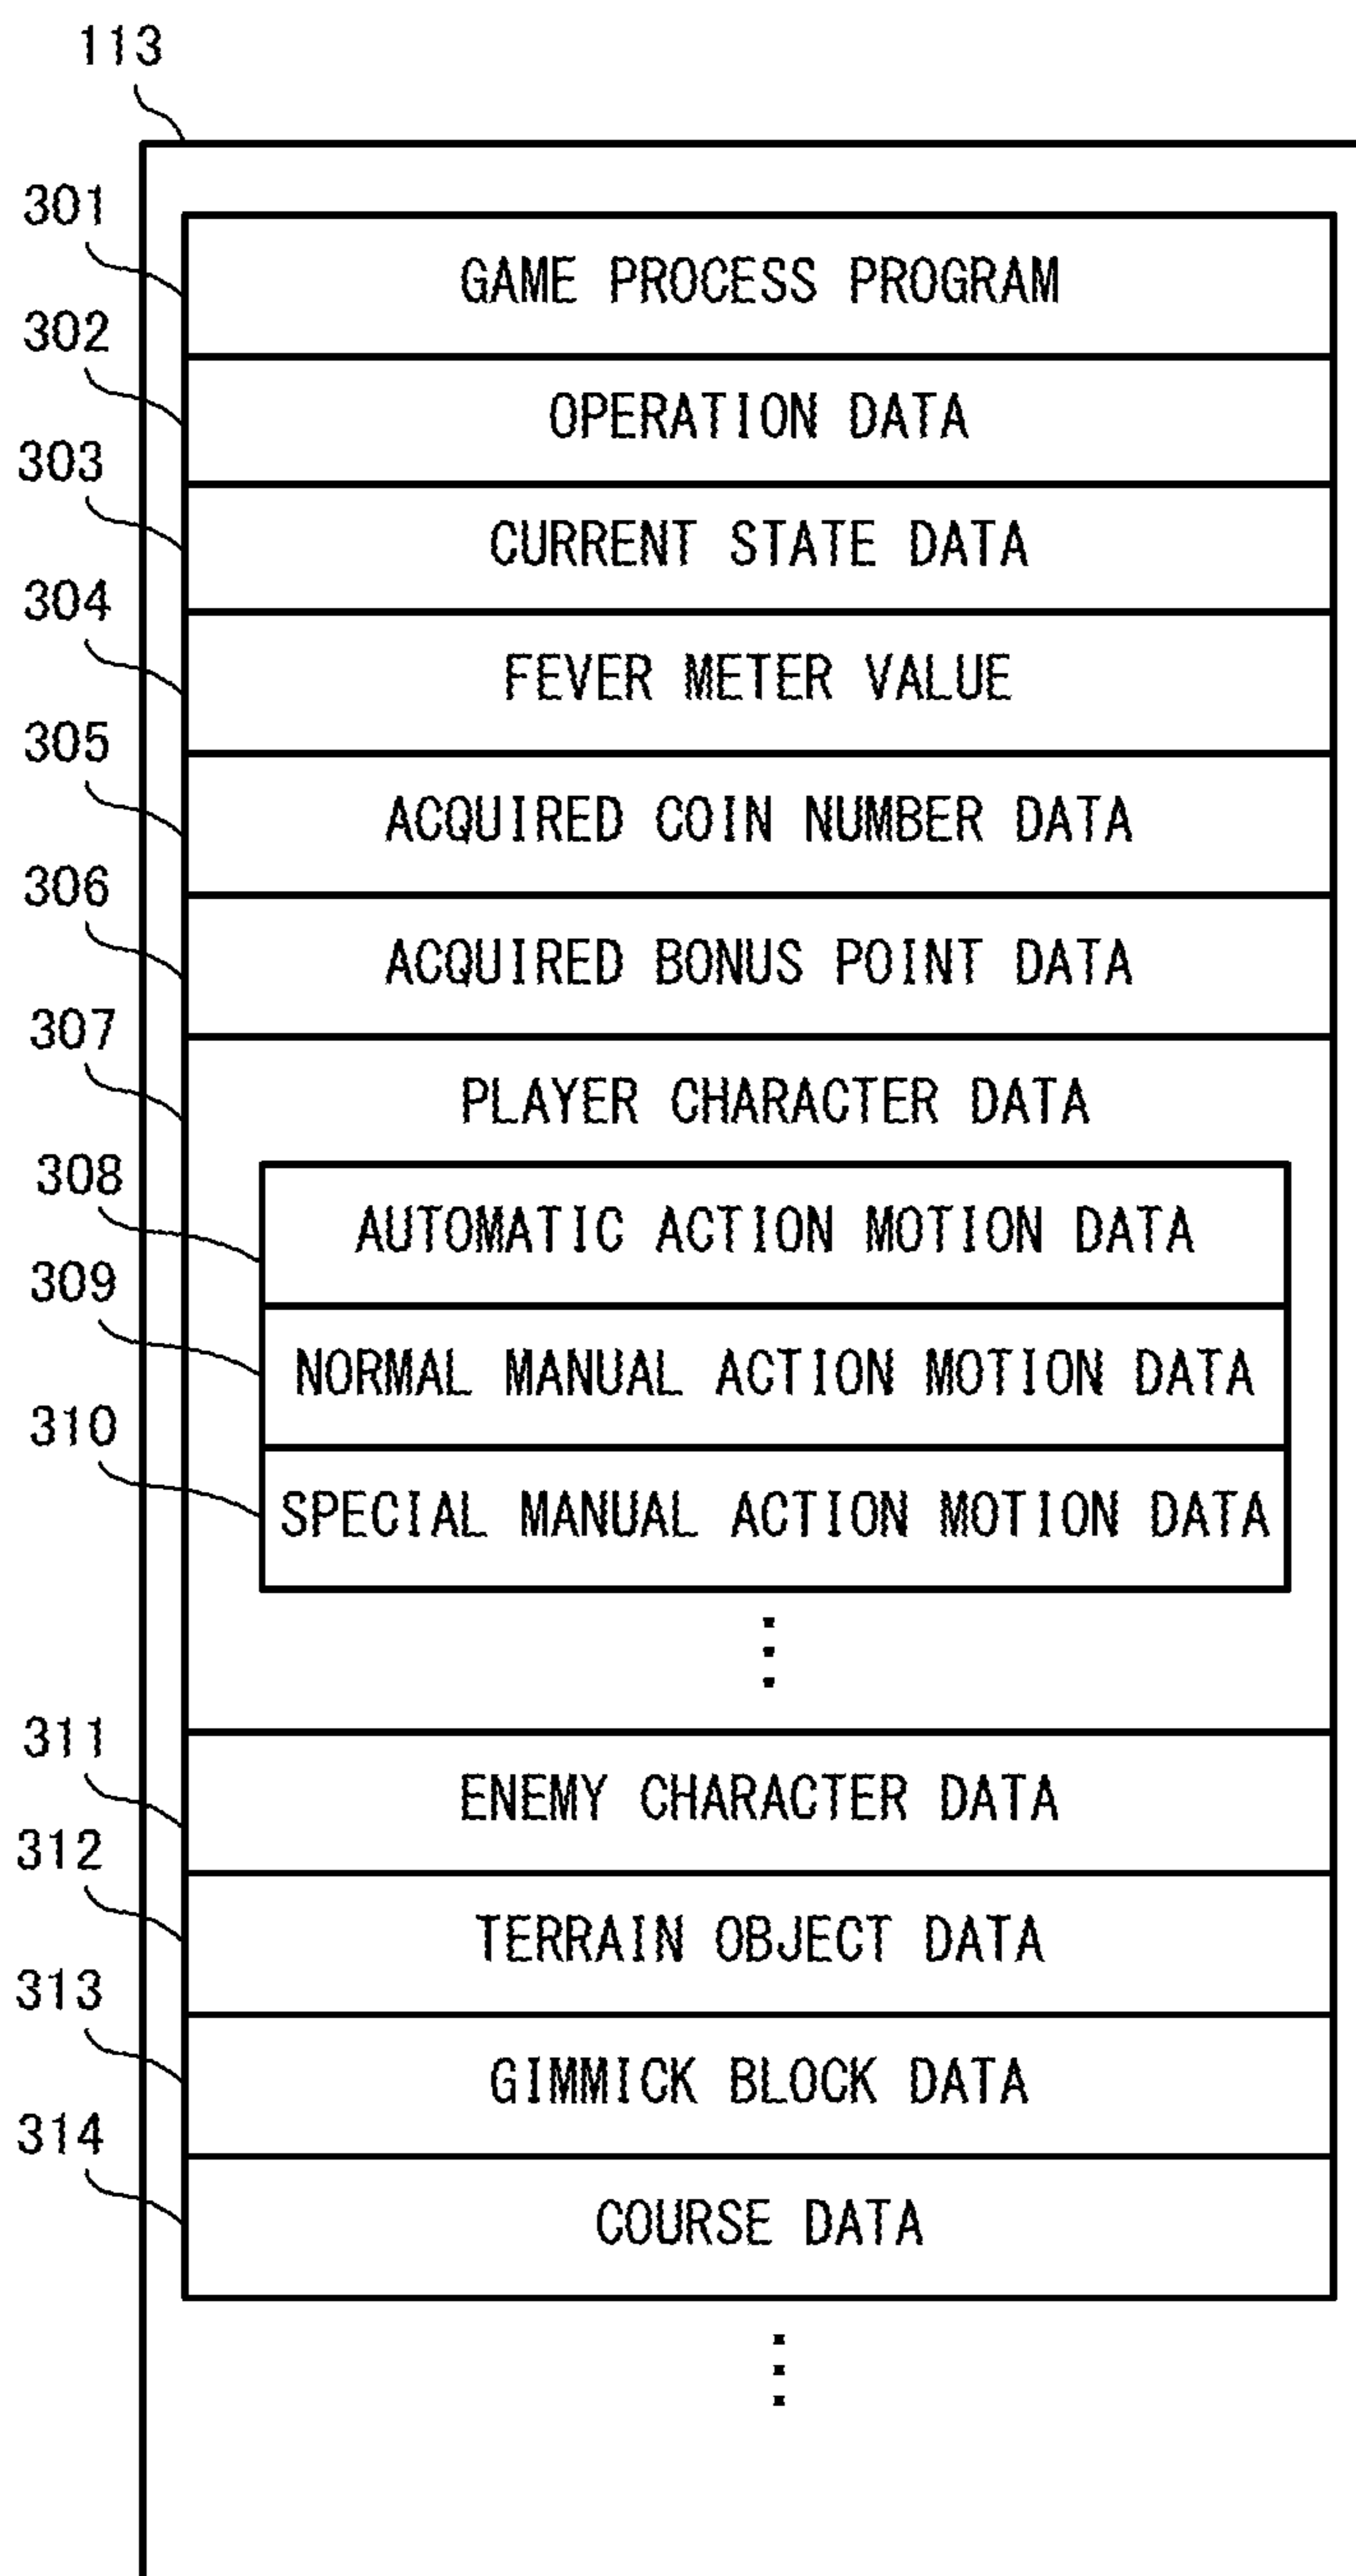 113
301
GAME PROCESS PROGRAM
302
OPERATION DATA
303
CURRENT STATE DATA
304
FEVER METER VALUE
305
ACQUIRED COIN NUMBER DATA
306
ACQUIRED BONUS POINT DATA
307
PLAYER CHARACTER DATA
308
AUTOMATIC ACTION MOTION DATA
309
NORMAL MANUAL ACTION MOTION DATA
310
SPECIAL MANUAL ACTION MOTION DATA
311
ENEMY CHARACTER DATA
312
TERRAIN OBJECT DATA
313
GIMMICK BLOCK DATA
314
COURSE DATA